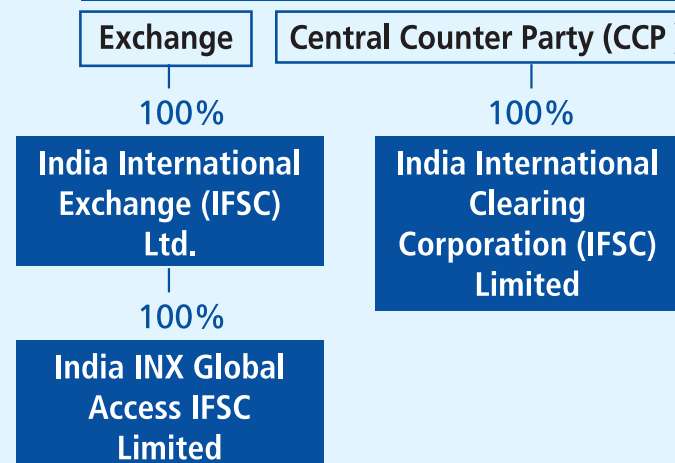 Exchange
Central Counter Party (CCP )
100%
100%
India International
Exchange (IFSC)
Ltd.
India International
Clearing
Corporation (IFSC)
Limited
100%
India INX Global
Access IFSC
Limited